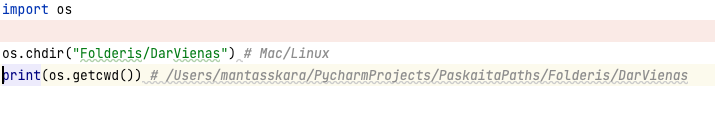 import os
os.chdir("Folderis/DarVienas") # Mac/Linux
print(os.getcwd()) # /Users/mantasskara/PycharmProjects/PaskaitaPaths/Folderis/DarVienas